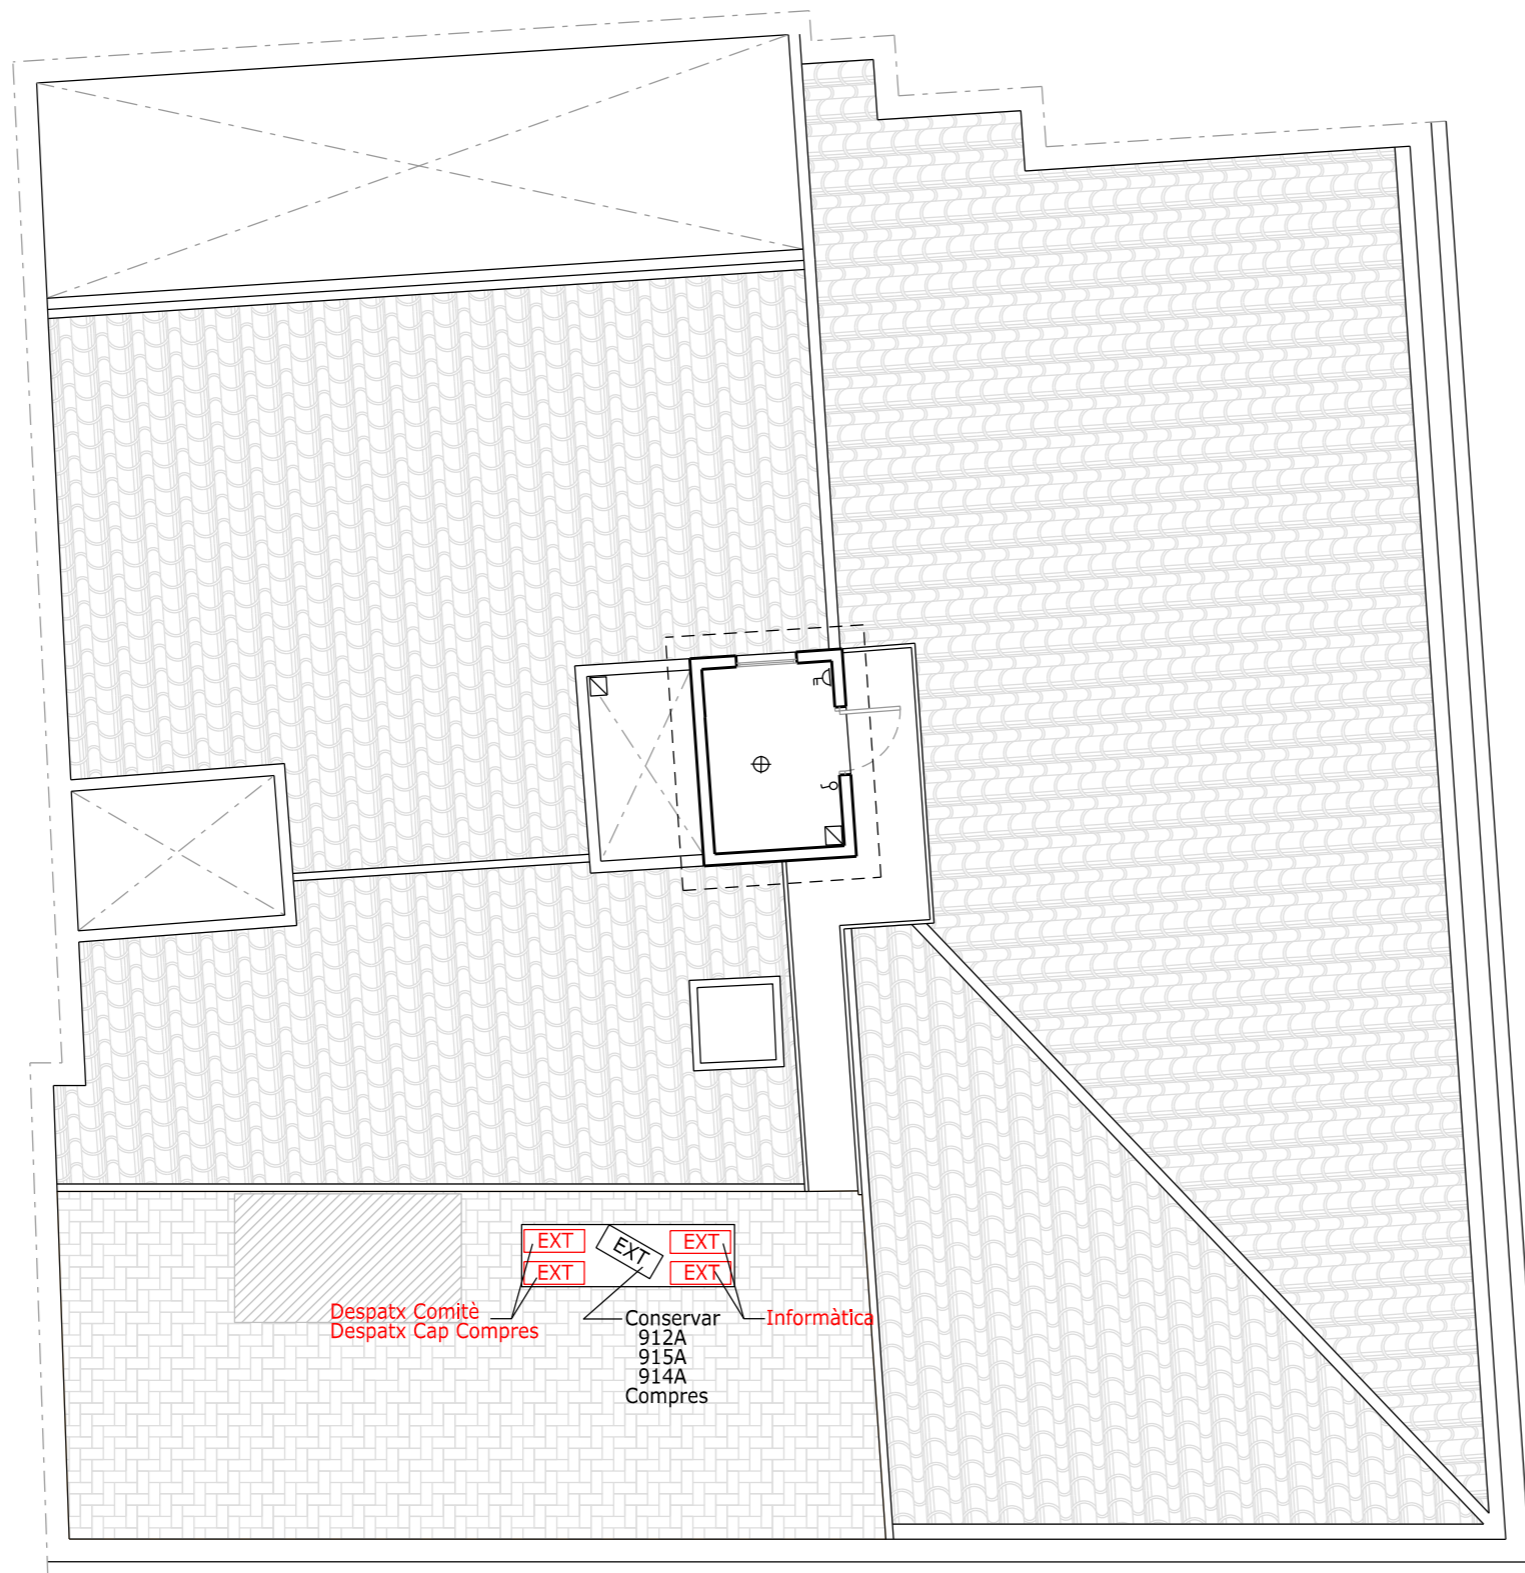 EXT
EXT
EXT
EXT
EXT
Despatx Comitè
Despatx Cap Compres
Conservar
912A
915A
914A
Compres
Informàtica